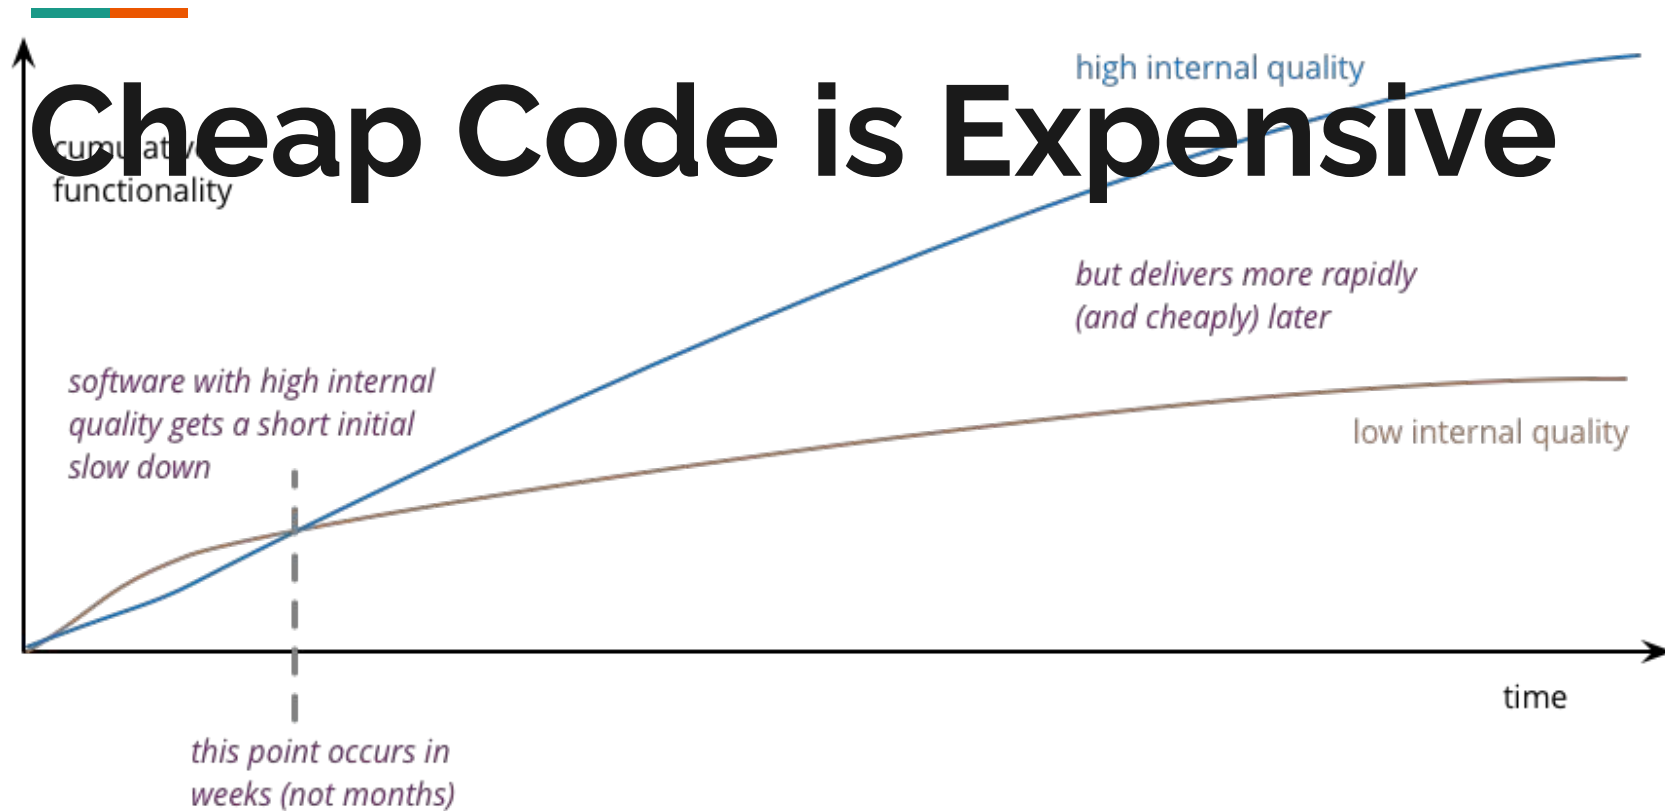 Cheap Code is Expensive
high internal quality
cumulative
functionality
but delivers more rapidly
(and cheaply) later
software with high internal
quality gets a short initial
slow down
low internal quality
time
this point occurs in
weeks (not months)